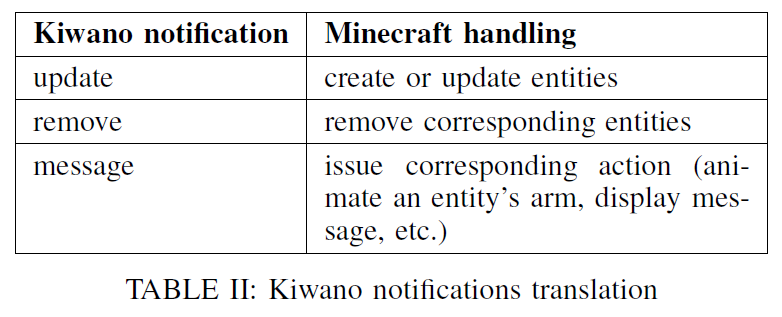 Kiwano notification Minecraft handling
update create or update entities
remove remove corresponding entities
message issue corresponding action (ani-
mate an entity's arm, display mes-
sage, etc.)
TABLE II: Kiwano notifications translation